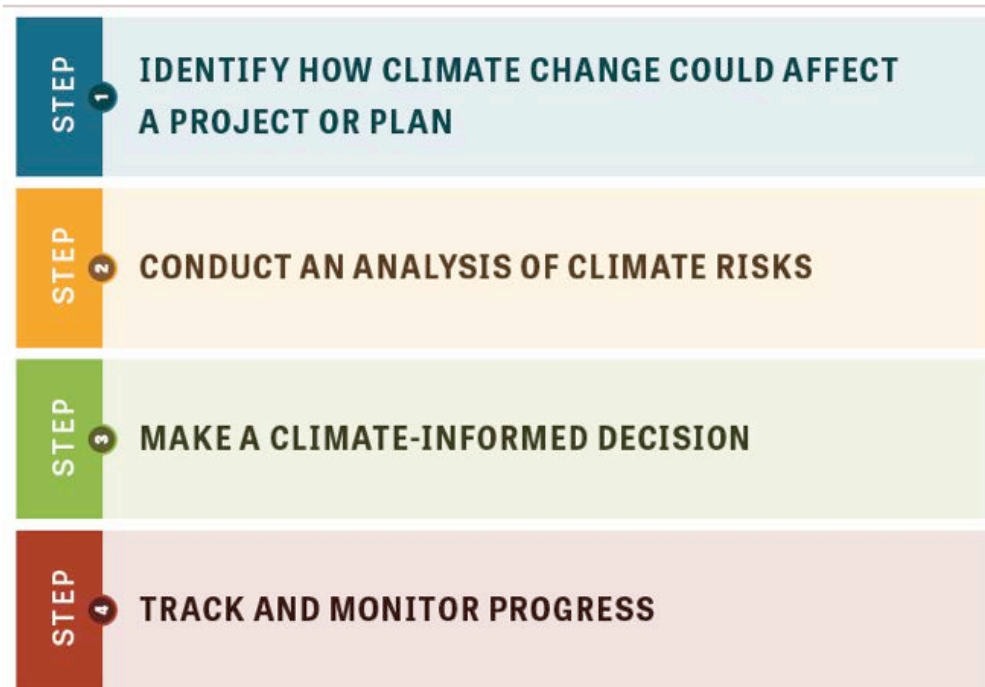 STEP 1
IDENTIFY HOW CLIMATE CHANGE COULD AFFECT
A PROJECT OR PLAN
STEP 2
CONDUCT AN ANALYSIS OF CLIMATE RISKS
STEP 3
MAKE A CLIMATE-INFORMED DECISION
STEP 4
TRACK AND MONITOR PROGRESS